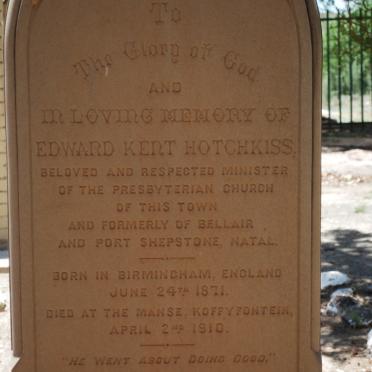 To
The Glory of God
AND
IN LOVING MEMORY OF
EDWARD KENT HOTCHKISS,
BELOVED AND RESPECTED MINISTER
OF THE PRESBYTERIAN CHURCH
OF THIS TOWN
AND FORMERLY OF BELLAIR
AND PORT SHEPSTONE, NATAL.
BORN IN BIRMINGHAM, ENGLAND
JUNE 24TH 1871.
DIED AT THE MANSE, KOFFYFONTEIN,
APRIL 2ND 1910.
"HE WENT ABOUT DOING GOOD."